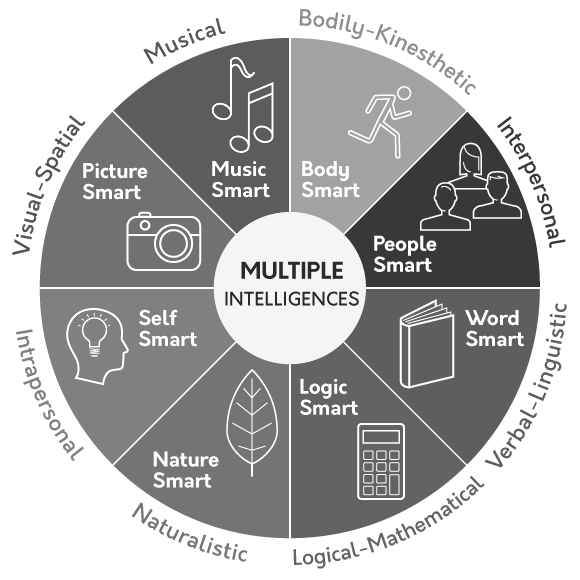 Bodily-Kinesthetic
Musical
Interpersonal
Visual-Spatial
Picture
Smart
Music
Smart
Body
Smart
People
Smart
MULTIPLE
INTELLIGENCES
Self
Smart
Word
Smart
Logic
Smart
Nature
Smart
Intrapersonal
Verbal-Linguistic
Naturalistic
Logical-Mathematical